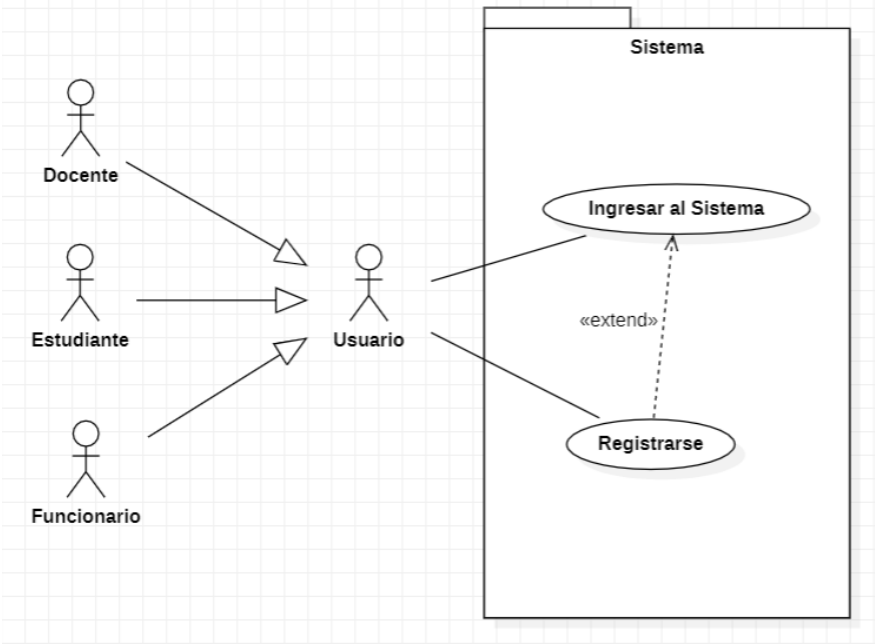 Sistema
Docente
Ingresar al Sistema
Estudiante
Usuario
«extend»
Registrarse
Funcionario